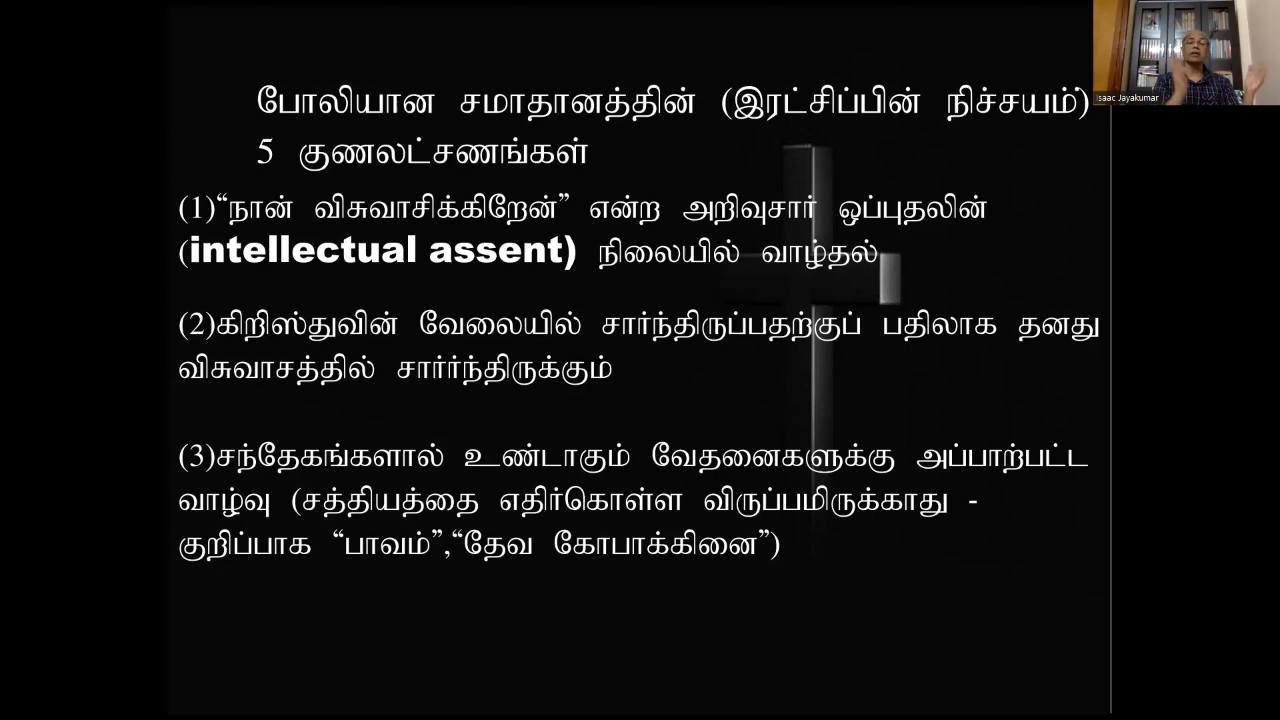 போலியான சமாதானத்தின் (இரட்சிப்பின் நிச்சயம்)
5 குணலட்சணங்கள்
(1)“நான் விசுவாசிக்கிறேன்” என்ற அறிவுசார் ஒப்புதலின்
(intellectual assent) நிலையில் வாழ்தல்
(2)கிறிஸ்துவின் வேலையில் சார்ந்திருப்பதற்குப் பதிலாக தனது
விசுவாசத்தில் சார்ர்ந்திருக்கும்
(3)சந்தேகங்களால் உண்டாகும் வேதனைகளுக்கு அப்பாற்பட்ட
வாழ்வு (சத்தியத்தை எதிர்கொள்ள விருப்பமிருக்காது -
குறிப்பாக “பாவம்”,“தேவ கோபாக்கினை”)
Isaac Jayakumar